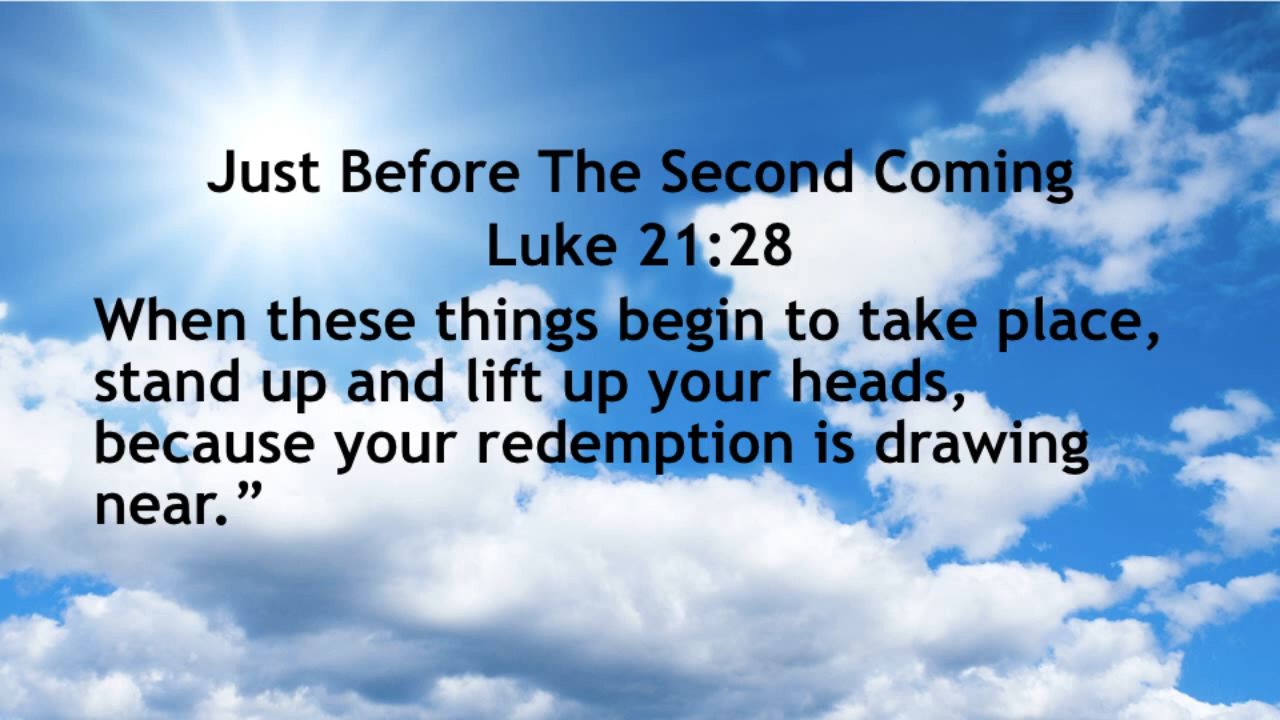 Just Before The Second Coming
Luke 21:28
When these things begin to take place,
stand up and lift up your heads,
because your redemption is drawing
near.”